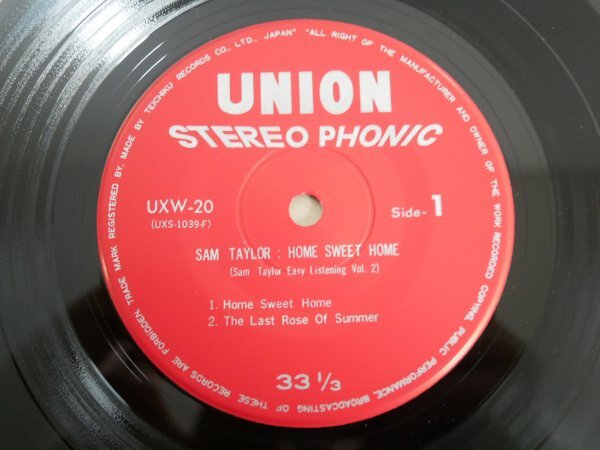 TRADE MARK REGISTERED. BY. MADE BY TEICHIKU RECORDS CO., LTD., JAPAN" "ALL RIGHT OF THE MANUFACTURER AND OWNER OF THE WORK RECORDED COPYING, PUBLIC PERFORMANCE, BROADCASTING OF THESE RECORDS ARE. FORBIDDEN
UNION
STEREO PHONIC
UXW-20
(UXS-1039-F)
Side-1
SAM TAYLOR : HOME SWEET HOME
(Sam Taylor Easy Listening Vol. 2)
1. Home Sweet Home
2. The Last Rose Of Summer
33 1/3